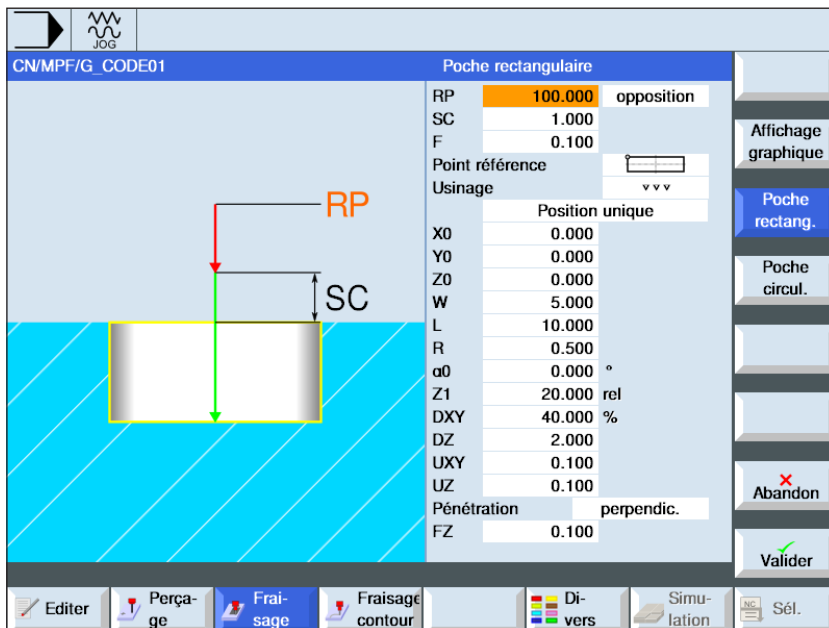 JOG
CN/MPF/G_CODE01
Poche rectangulaire
RP 100.000 opposition
SC 1.000
F 0.100
Point référence
Usinage ▿▿▿
Position unique
X0 0.000
Y0 0.000
Z0 0.000
W 5.000
L 10.000
R 0.500
α0 0.000 °
Z1 20.000 rel
DXY 40.000 %
DZ 2.000
UXY 0.100
UZ 0.100
Pénétration perpendic.
FZ 0.100
RP
SC
Affichage
graphique
Poche
rectang.
Poche
circul.
Abandon
Valider
Editer
Perça-
ge
Frai-
sage
Fraisage
contour
Di-
vers
Simu-
lation
NC
Sél.